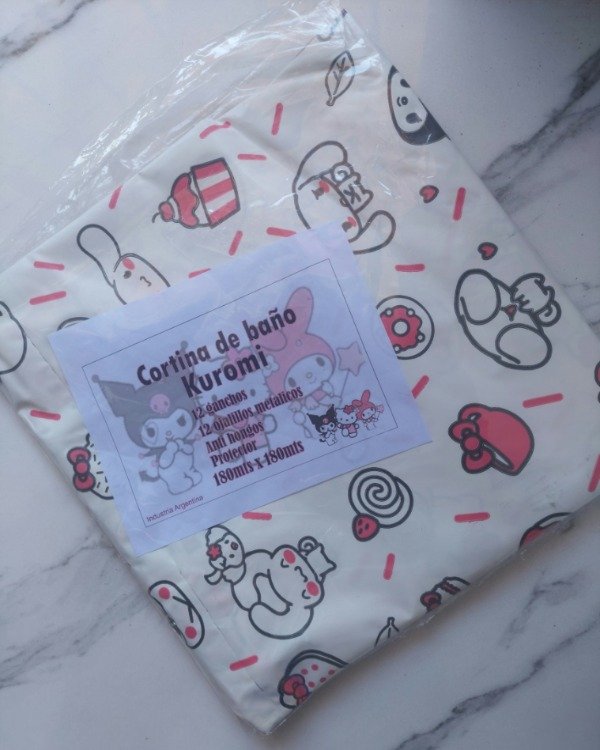 Cortina de baño
Kuromi
12 ganchos
12 ojalillos metalicos
Anti hongos
Protector
180mts x 180mts
Industria Argentina